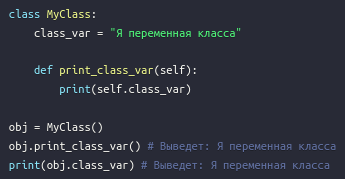 class MyClass:
    class_var = "Я переменная класса"

    def print_class_var(self):
        print(self.class_var)

obj = MyClass()
obj.print_class_var() # Выведет: Я переменная класса
print(obj.class_var) # Выведет: Я переменная класса